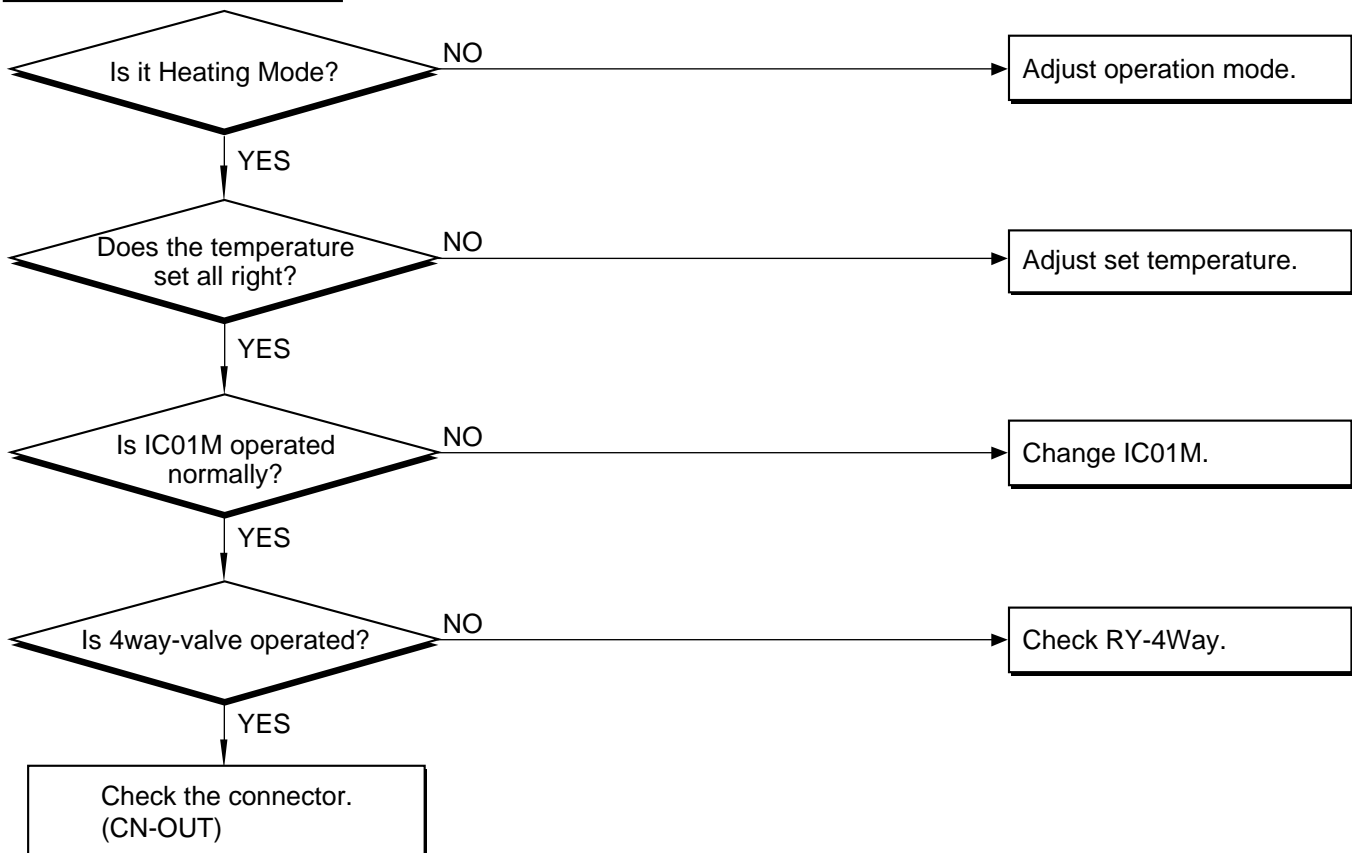 Is it Heating Mode?
NO
Adjust operation mode.
YES
Does the temperature
set all right?
NO
Adjust set temperature.
YES
Is IC01M operated
normally?
NO
Change IC01M.
YES
Is 4way-valve operated?
NO
Check RY-4Way.
YES
Check the connector.
(CN-OUT)